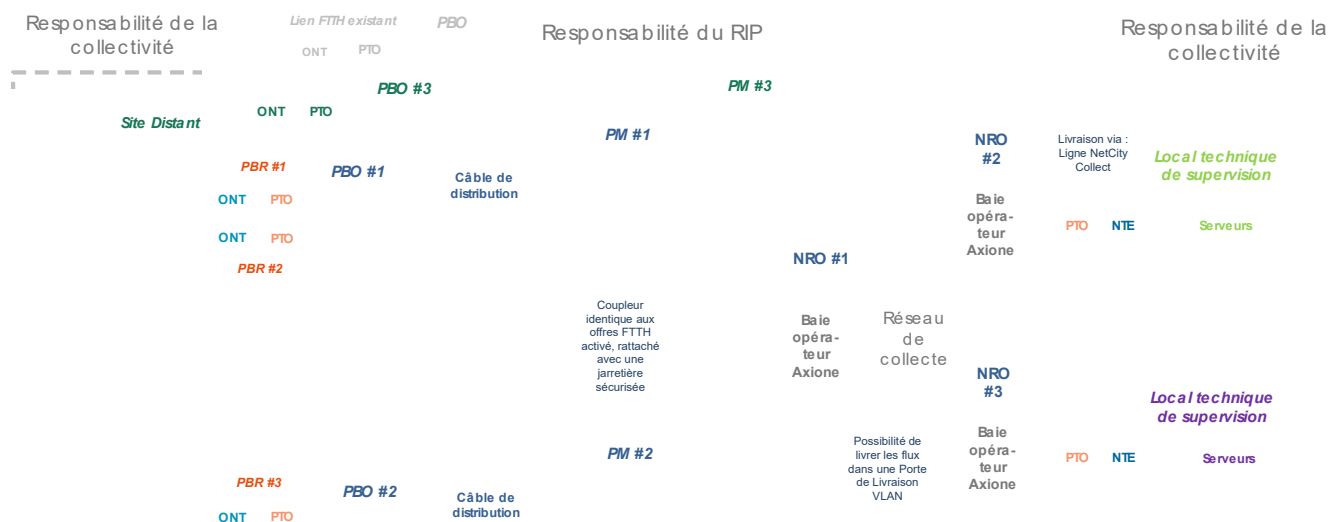 Responsabilité de la
collectivité
Lien FTTH existant
PBO
ONT
PTO
Responsabilité du RIP
Responsabilité de la
collectivité
PBO #3
PM #3
ONT
PTO
Site Distant
PM #1
NRO
#2
Livraison via :
Ligne NetCity
Collect
Local technique
de supervision
PBR #1
PBO #1
Câble de
distribution
ONT
PTO
Baie
opéra-
teur
Axione
PTO
NTE
Serveurs
ONT
PTO
PBR #2
NRO #1
Coupleur
identique aux
offres FTTH
activé, rattaché
avec une
jarretière
sécurisée
Baie
opéra-
teur
Axione
Réseau
de
collecte
NRO
#3
Local technique
de supervision
Baie
opéra-
teur
Axione
PM #2
Possibilité de
livrer les flux
dans une Porte
de Livraison
VLAN
PTO
NTE
Serveurs
PBR #3
PBO #2
Câble de
distribution
ONT
PTO